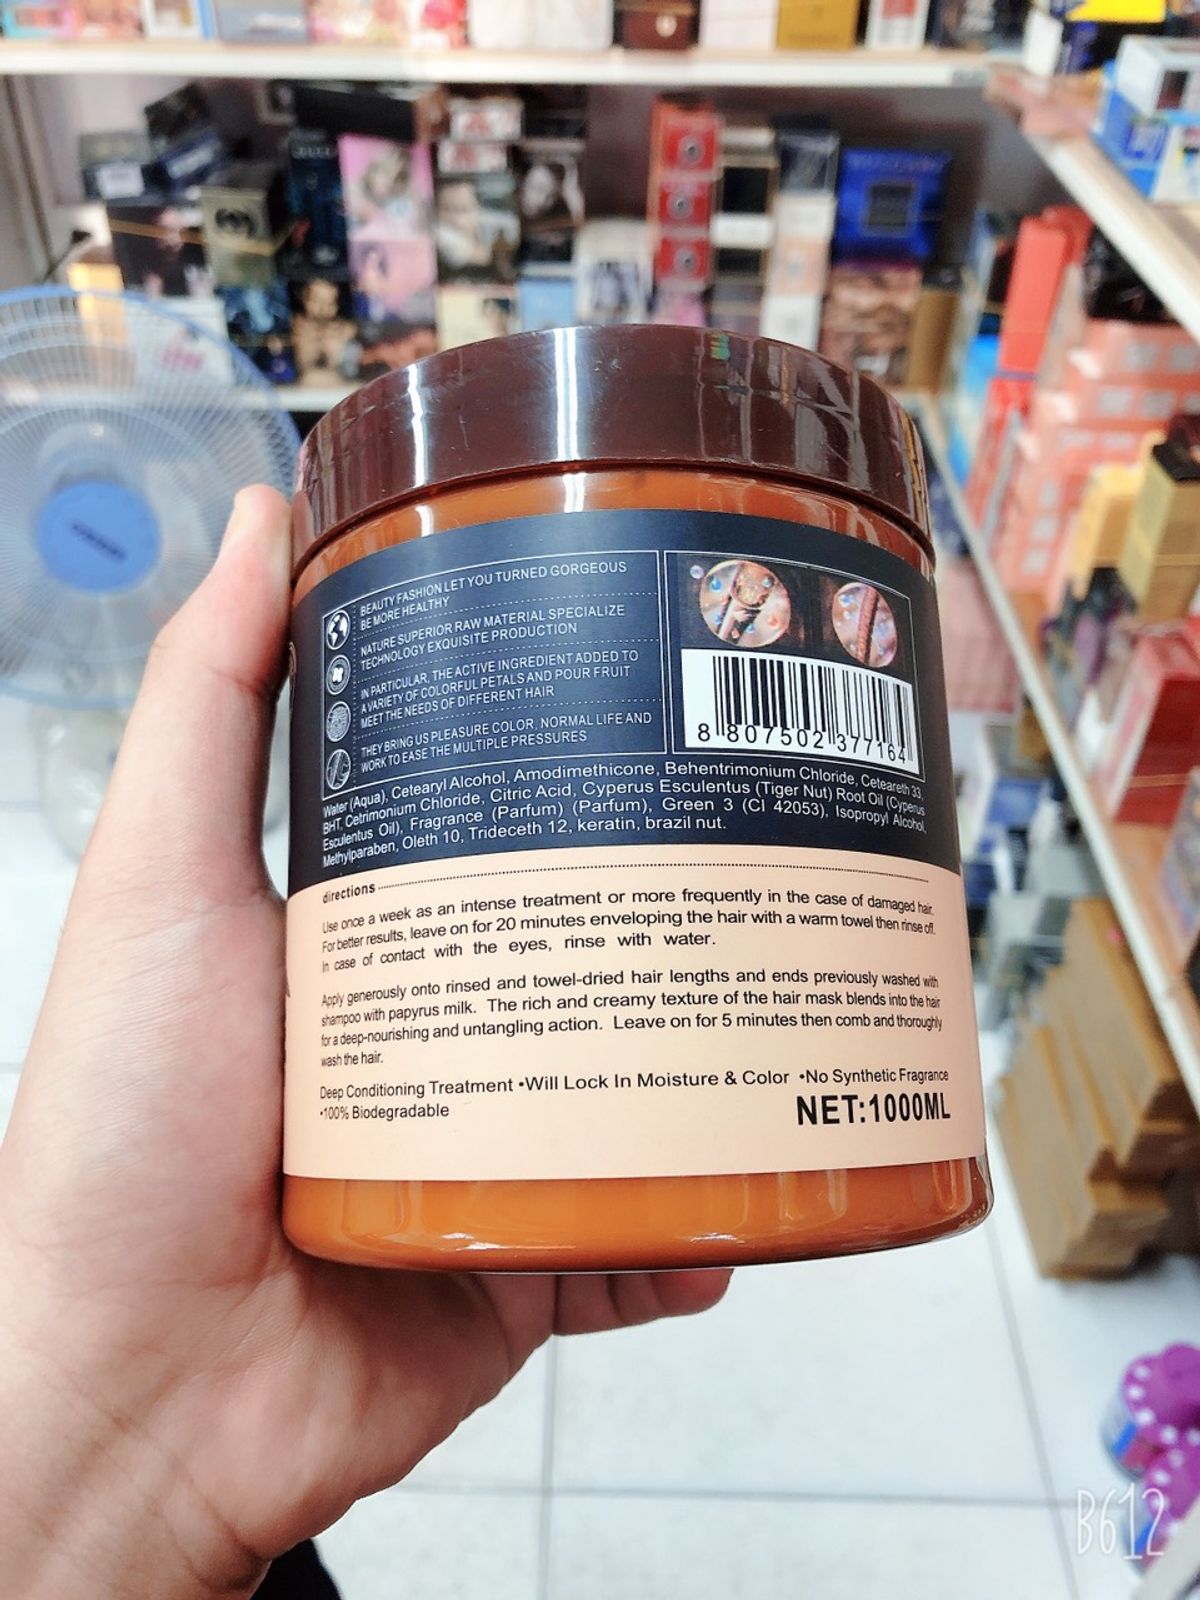 BEAUTY FASHION LET YOU TURNED GORGEOUS
BE MORE HEALTHY
NATURE SUPERIOR RAW MATERIAL SPECIALIZE
TECHNOLOGY EXQUISITE PRODUCTION
IN PARTICULAR, THE ACTIVE INGREDIENT ADDED TO
A VARIETY OF COLORFUL PETALS AND POUR FRUIT
MEET THE NEEDS OF DIFFERENT HAIR
THEY BRING US PLEASURE COLOR, NORMAL LIFE AND
WORK TO EASE THE MULTIPLE PRESSURES
8 807502 377164
Water (Aqua), Cetearyl Alcohol, Amodimethicone, Behentrimonium Chloride, Ceteareth 33,
BHT, Cetrimonium Chloride, Citric Acid, Cyperus Esculentus (Tiger Nut) Root Oil (Cyperus
Esculentus Oil), Fragrance (Parfum) (Parfum), Green 3 (CI 42053), Isopropyl Alcohol,
Methylparaben, Oleth 10, Trideceth 12, keratin, brazil nut.
directions
Use once a week as an intense treatment or more frequently in the case of damaged hair.
For better results, leave on for 20 minutes enveloping the hair with a warm towel then rinse off.
In case of contact with the eyes, rinse with water.
Apply generously onto rinsed and towel-dried hair lengths and ends previously washed with
shampoo with papyrus milk. The rich and creamy texture of the hair mask blends into the hair
for a deep-nourishing and untangling action. Leave on for 5 minutes then comb and thoroughly
wash the hair.
Deep Conditioning Treatment •Will Lock In Moisture & Color •No Synthetic Fragrance
•100% Biodegradable
NET:1000ML
B612